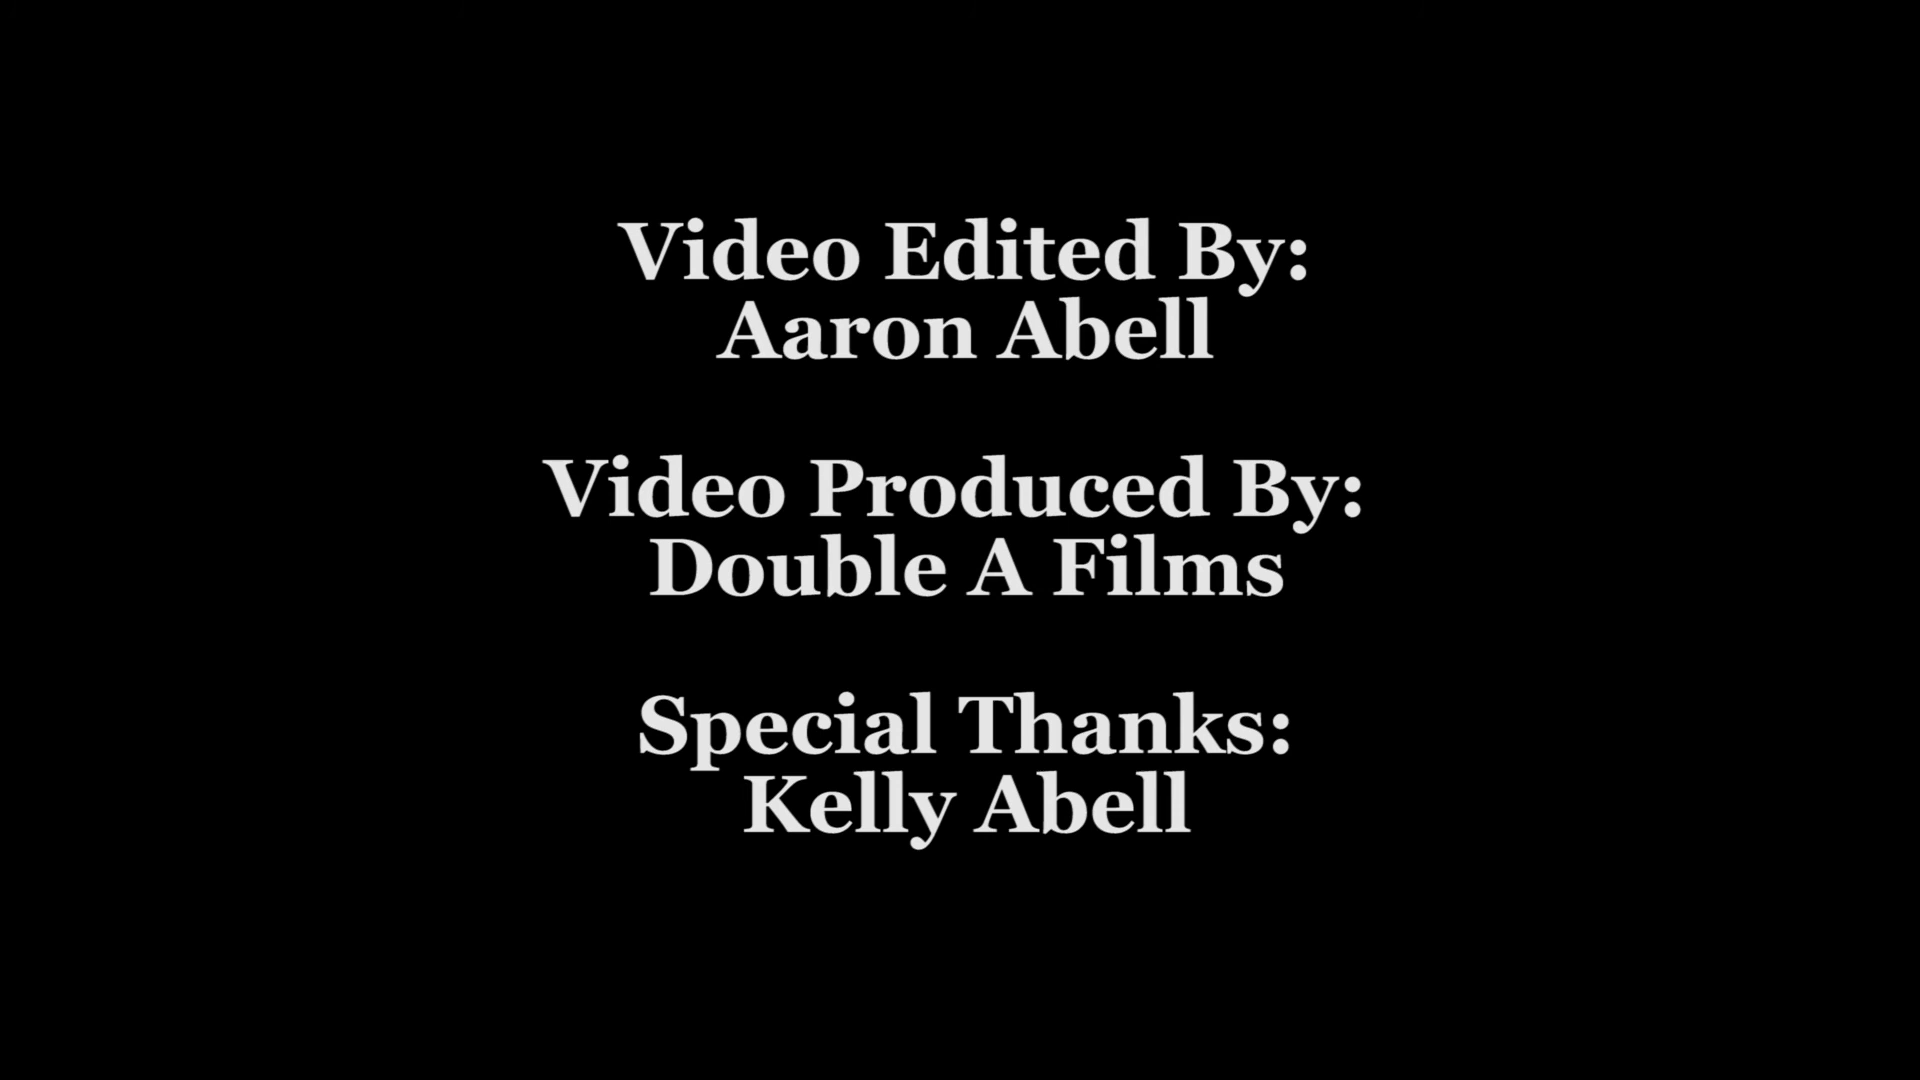 Video Edited By:
Aaron Abell
Video Produced By:
Double A Films
Special Thanks:
Kelly Abell